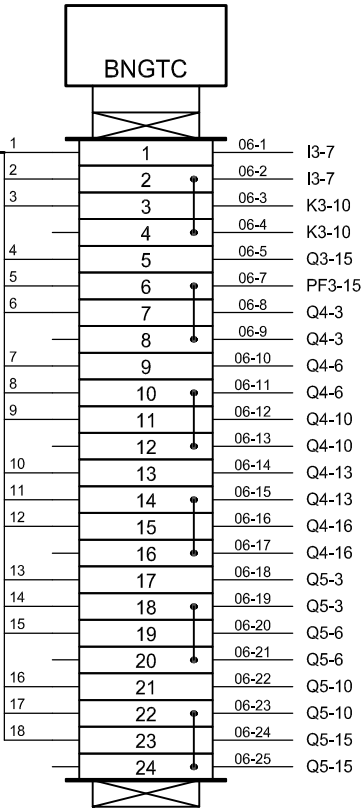 BNGTC
1 1 06-1 I3-7
2 2 06-2 I3-7
3 3 06-3 K3-10
4 06-4 K3-10
4 5 06-5 Q3-15
5 6 06-7 PF3-15
6 7 06-8 Q4-3
8 06-9 Q4-3
7 9 06-10 Q4-6
8 10 06-11 Q4-6
9 11 06-12 Q4-10
12 06-13 Q4-10
10 13 06-14 Q4-13
11 14 06-15 Q4-13
12 15 06-16 Q4-16
16 06-17 Q4-16
13 17 06-18 Q5-3
14 18 06-19 Q5-3
15 19 06-20 Q5-6
20 06-21 Q5-6
16 21 06-22 Q5-10
17 22 06-23 Q5-10
18 23 06-24 Q5-15
24 06-25 Q5-15